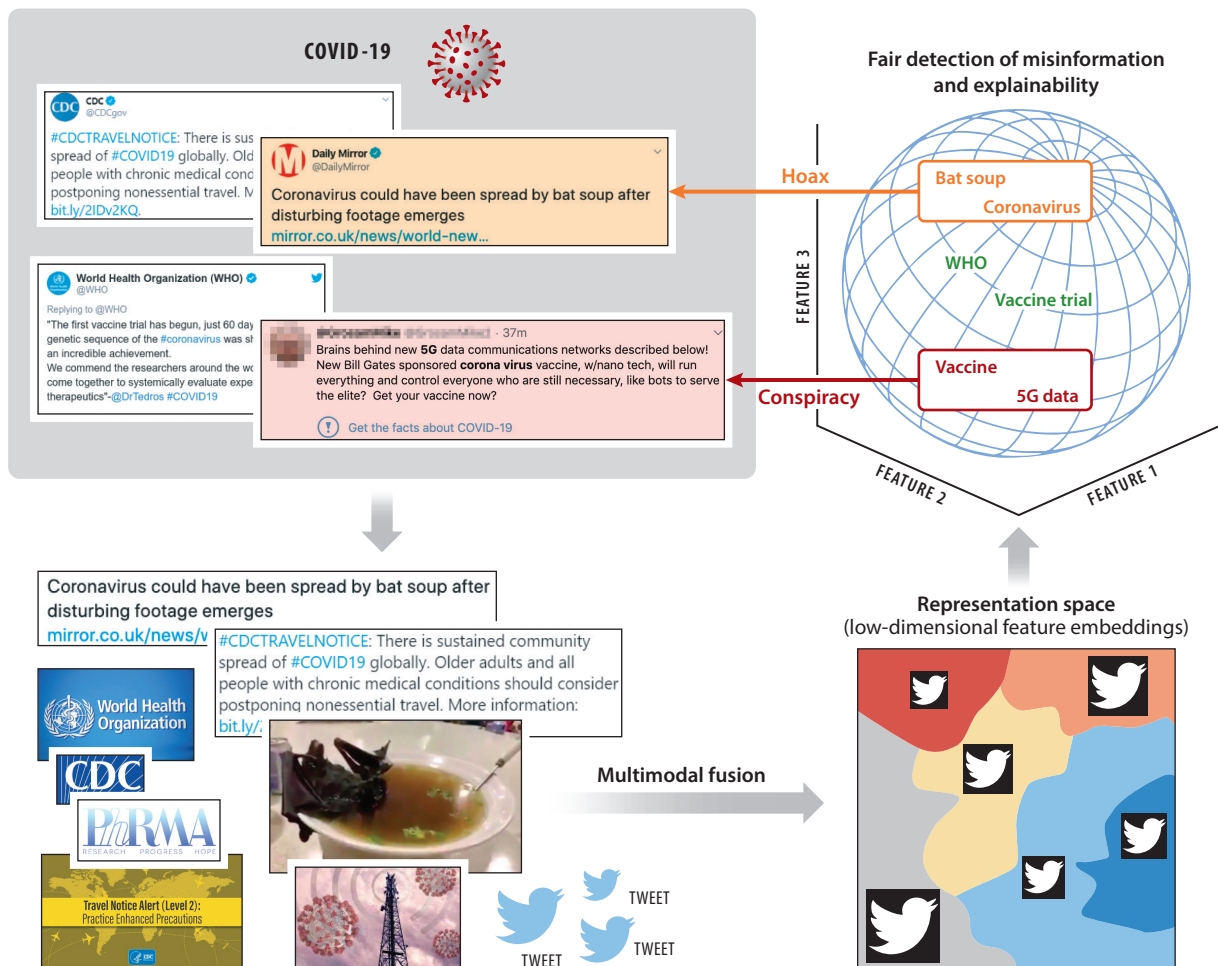 COVID-19
CDC
CDC
@CDCgov
#CDCTRAVELNOTICE: There is
spread of #COVID19 globally. Old
people with chronic medical
postponing nonessential travel. M
bit.ly/2IDv2KQ.
Daily Mirror
@DailyMirror
Coronavirus could have been spread by bat soup after
disturbing footage emerges
mirror.co.uk/news/world-new...
World Health Organization (WHO)
@WHO
Replying to @WHO
"The first vaccine trial has begun, just 60 day
genetic sequence of the #coronavirus was
an incredible achievement.
We commend the researchers around the
come together to systemically evaluate expe
therapeutics"-@DrTedros #COVID19
· 37m
Brains behind new 5G data communications networks described below!
New Bill Gates sponsored corona virus vaccine, w/nano tech, will run
everything and control everyone who are still necessary, like bots to serve
the elite? Get your vaccine now?
Get the facts about COVID-19
Hoax
Conspiracy
Fair detection of misinformation
and explainability
Bat soup
Coronavirus
WHO
Vaccine trial
Vaccine
5G data
FEATURE 3
FEATURE 2
FEATURE 1
Coronavirus could have been spread by bat soup after
disturbing footage emerges
mirror.co.uk/news/
#CDCTRAVELNOTICE: There is sustained community
spread of #COVID19 globally. Older adults and all
people with chronic medical conditions should consider
postponing nonessential travel. More information:
bit.ly/
World Health
Organization
CDC
PhRMA
RESEARCH PROGRESS HOPE
Travel Notice Alert (Level 2):
Practice Enhanced Precautions
CDC
Multimodal fusion
TWEET
TWEET
TWEET
Representation space
(low-dimensional feature embeddings)